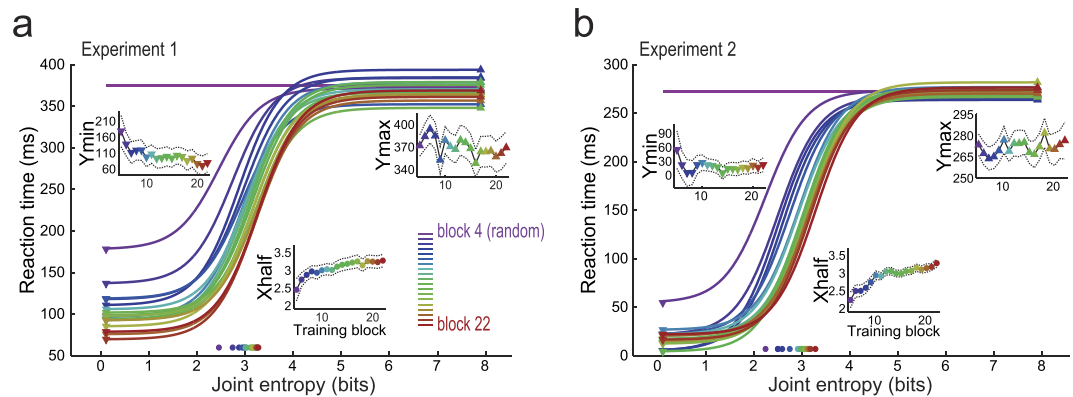 a
Experiment 1
400
350
300
250
200
150
100
50
Reaction time (ms)
0 1 2 3 4 5 6 7 8
Joint entropy (bits)
Ymin
210
160
110
60
10 20
Ymax
400
370
340
10 20
Xhalf
3.5
3
2.5
2
10 20
Training block
block 4 (random)
block 22
b
Experiment 2
300
250
200
150
100
50
0
Reaction time (ms)
0 1 2 3 4 5 6 7 8
Joint entropy (bits)
Ymin
90
60
30
0
10 20
Ymax
295
280
265
250
10 20
Xhalf
3.5
3
2.5
2
10 20
Training block